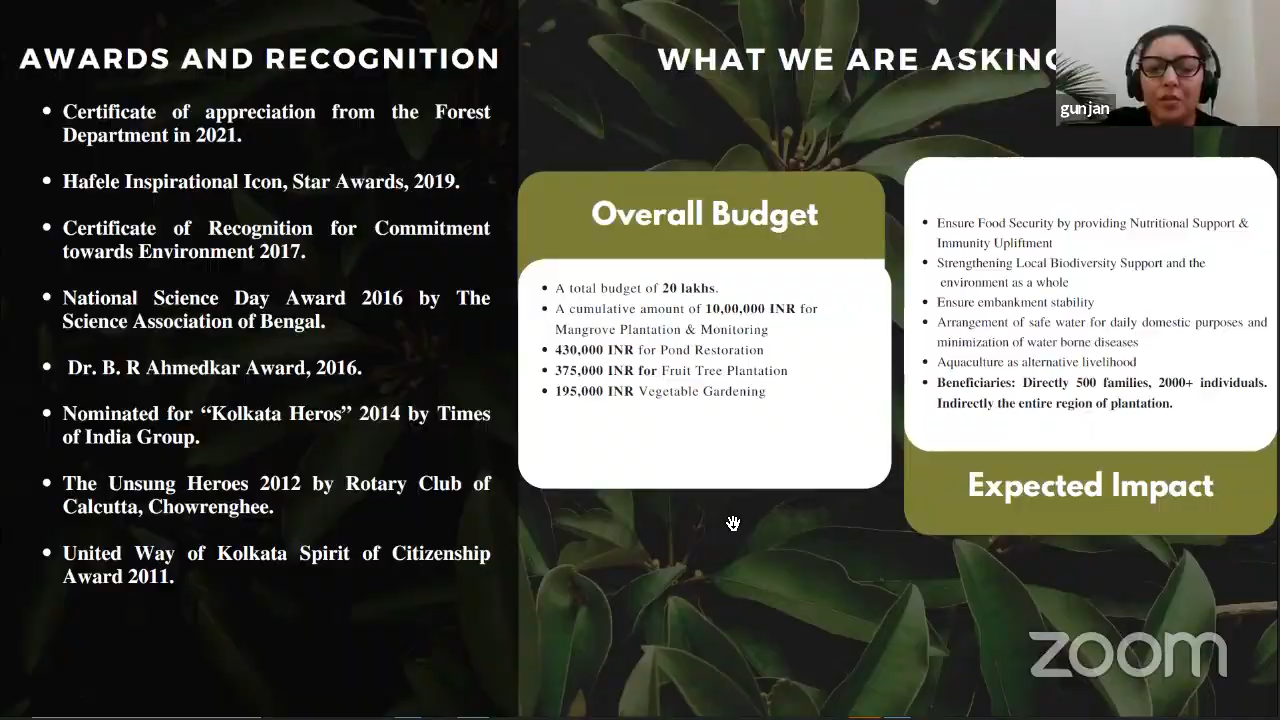 AWARDS AND RECOGNITION
Certificate of appreciation from the Forest
Department in 2021.
Hafele Inspirational Icon, Star Awards, 2019.
Certificate of Recognition for Commitment
towards Environment 2017.
National Science Day Award 2016 by The
Science Association of Bengal.
Dr. B. R Ahmedkar Award, 2016.
Nominated for “Kolkata Heros” 2014 by Times
of India Group.
The Unsung Heroes 2012 by Rotary Club of
Calcutta, Chowrenghee.
United Way of Kolkata Spirit of Citizenship
Award 2011.
WHAT WE ARE ASKING
gunjan
Overall Budget
A total budget of 20 lakhs.
A cumulative amount of 10,00,000 INR for
Mangrove Plantation & Monitoring
430,000 INR for Pond Restoration
375,000 INR for Fruit Tree Plantation
195,000 INR Vegetable Gardening
Ensure Food Security by providing Nutritional Support &
Immunity Upliftment
Strengthening Local Biodiversity Support and the
environment as a whole
Ensure embankment stability
Arrangement of safe water for daily domestic purposes and
minimization of water borne diseases
Aquaculture as alternative livelihood
Beneficiaries: Directly 500 families, 2000+ individuals.
Indirectly the entire region of plantation.
Expected Impact
zoom